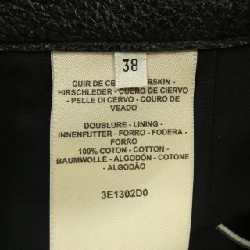 38
CUIR DE CE ERSKIN -
HIRSCHLEDER - CUERO DE CIERVO
- PELLE DI CERVO - COURO DE
VEADO
DOUBLURE - LINING -
INNENFUTTER - FORRO - FODERA -
FORRO
100% COTON - COTTON -
BAUMWOLLE - ALGODÓN - COTONE
- ALGODÃO
3E1302D0